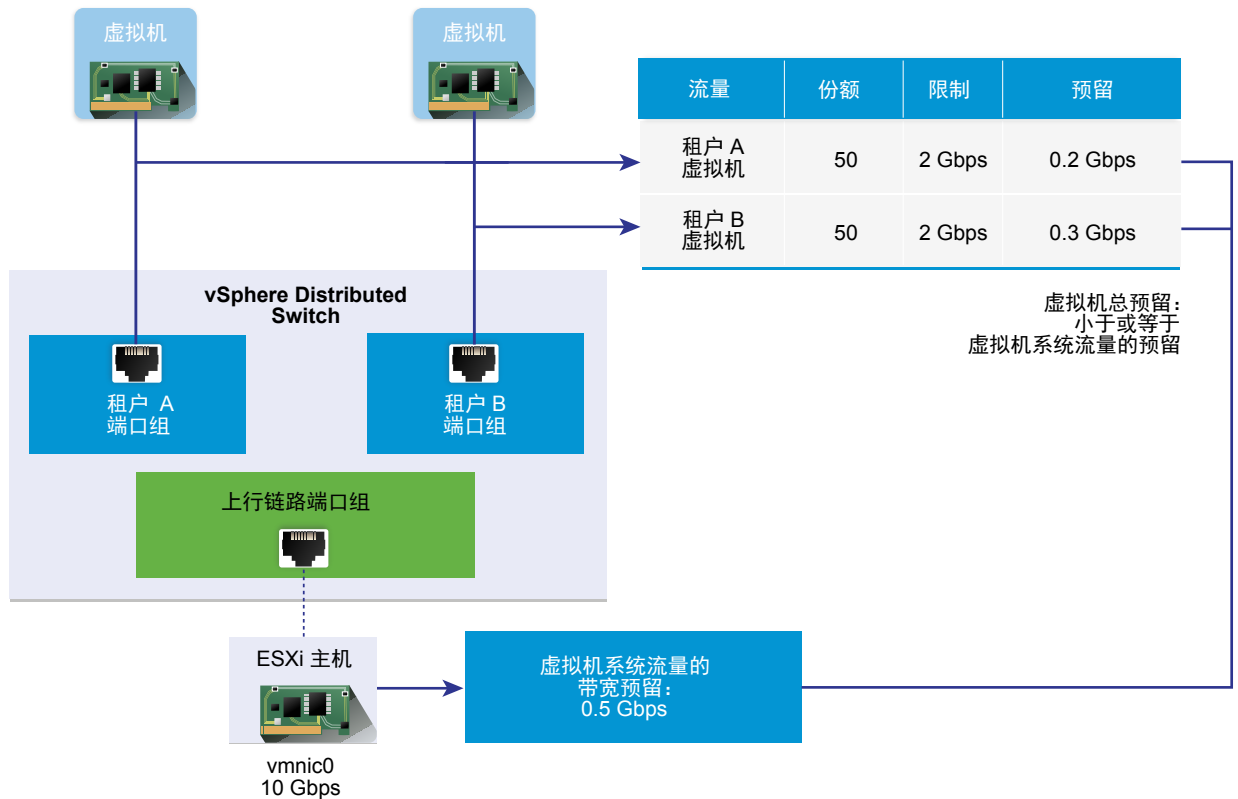 虚拟机
虚拟机
流量 份额 限制 预留
租户 A
虚拟机
50 2 Gbps 0.2 Gbps
租户 B
虚拟机
50 2 Gbps 0.3 Gbps
虚拟机总预留：
小于或等于
虚拟机系统流量的预留
vSphere Distributed
Switch
租户 A
端口组
租户 B
端口组
上行链路端口组
ESXi 主机
vmnic0
10 Gbps
虚拟机系统流量的
带宽预留：
0.5 Gbps